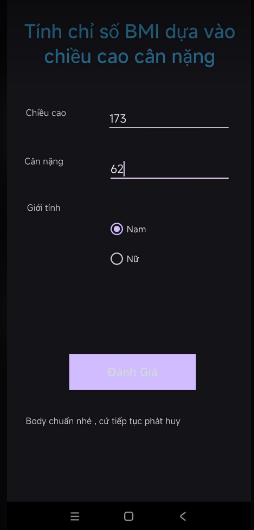 Tính chỉ số BMI dựa vào
chiều cao cân nặng
Chiều cao
173
Cân nặng
62
Giới tính
Nam
Nữ
Đánh Giá
Body chuẩn nhé , cứ tiếp tục phát huy